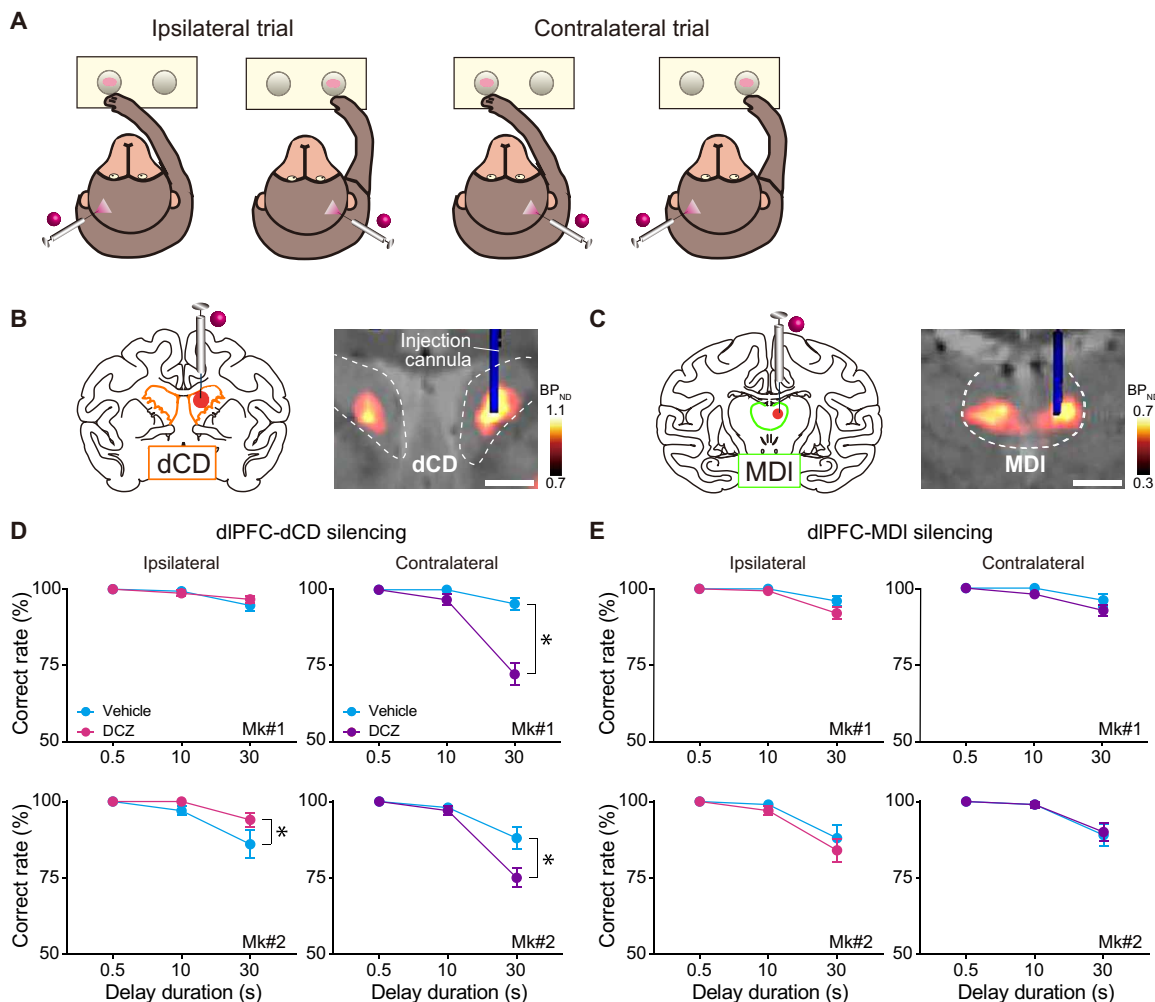 A
Ipsilateral trial
Contralateral trial
B
dCD
Injection
cannula
dCD
BP_ND
1.1
0.7
C
MDl
MDl
BP_ND
0.7
0.3
D
dlPFC-dCD silencing
Ipsilateral
Contralateral
Correct rate (%)
100
75
50
0.5
10
30
Vehicle
DCZ
Mk#1
*
100
75
50
0.5
10
30
Vehicle
DCZ
Mk#1
Correct rate (%)
100
75
50
*
0.5
10
30
Mk#2
Delay duration (s)
100
75
50
*
0.5
10
30
Mk#2
Delay duration (s)
E
dlPFC-MDl silencing
Ipsilateral
Contralateral
Correct rate (%)
100
75
50
0.5
10
30
Mk#1
100
75
50
0.5
10
30
Mk#1
Correct rate (%)
100
75
50
0.5
10
30
Mk#2
Delay duration (s)
100
75
50
0.5
10
30
Mk#2
Delay duration (s)